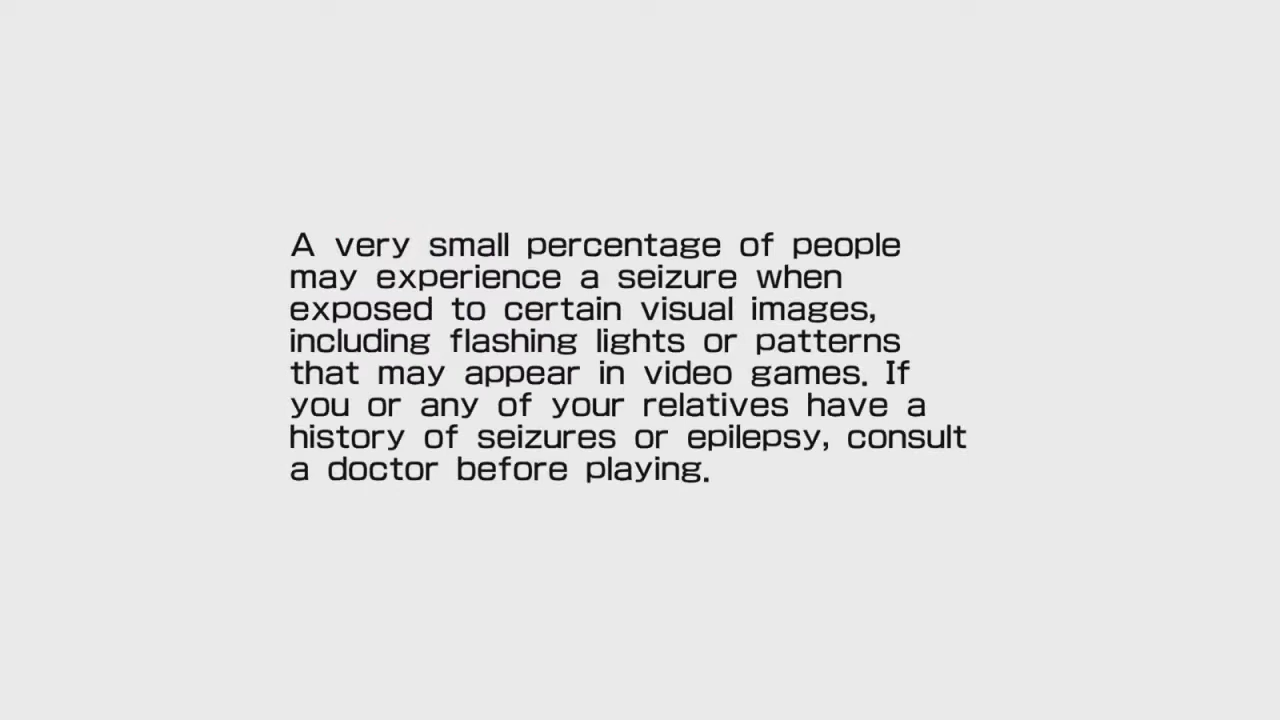 A very small percentage of people
may experience a seizure when
exposed to certain visual images,
including flashing lights or patterns
that may appear in video games. If
you or any of your relatives have a
history of seizures or epilepsy, consult
a doctor before playing.